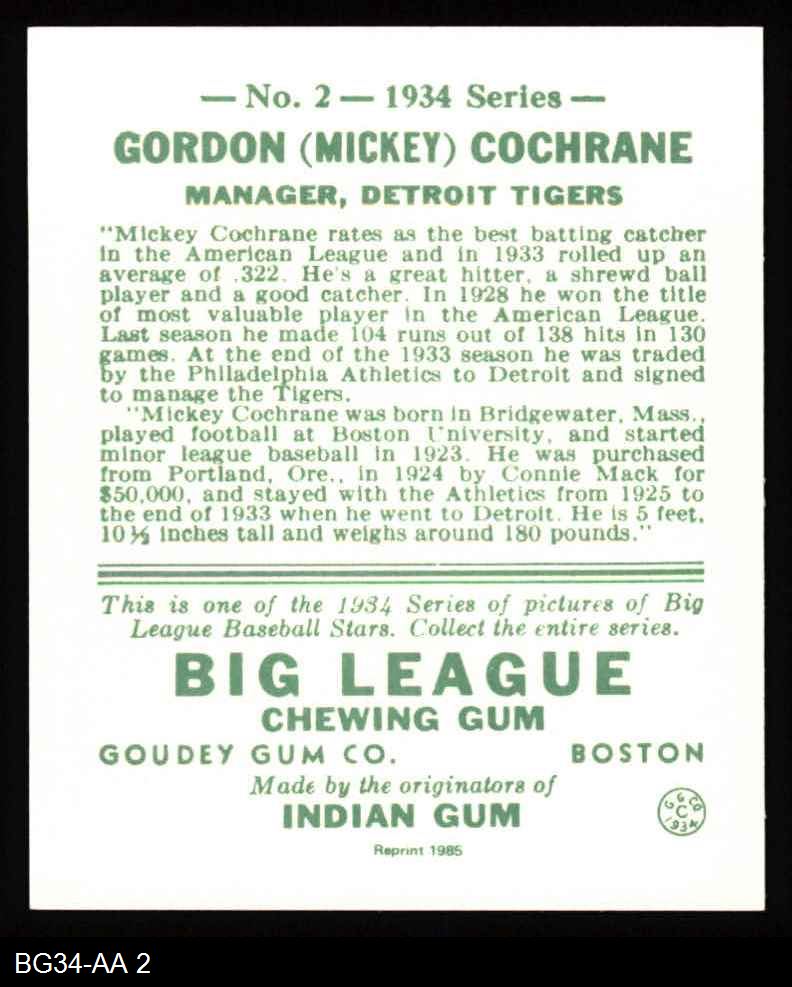 — No. 2 — 1934 Series —
GORDON (MICKEY) COCHRANE
MANAGER, DETROIT TIGERS
"Mickey Cochrane rates as the best batting catcher
in the American League and in 1933 rolled up an
average of .322. He's a great hitter, a shrewd ball
player and a good catcher. In 1928 he won the title
of most valuable player in the American League.
Last season he made 104 runs out of 138 hits in 130
games. At the end of the 1933 season he was traded
by the Philadelphia Athletics to Detroit and signed
to manage the Tigers.
"Mickey Cochrane was born in Bridgewater, Mass.,
played football at Boston University, and started
minor league baseball in 1923. He was purchased
from Portland, Ore., in 1924 by Connie Mack for
$50,000, and stayed with the Athletics from 1925 to
the end of 1933 when he went to Detroit. He is 5 feet,
10½ inches tall and weighs around 180 pounds."
This is one of the 1934 Series of pictures of Big
League Baseball Stars. Collect the entire series.
BIG LEAGUE
CHEWING GUM
GOUDEY GUM CO. BOSTON
Made by the originators of
INDIAN GUM
G G CO
C
1934
Reprint 1985
BG34-AA 2